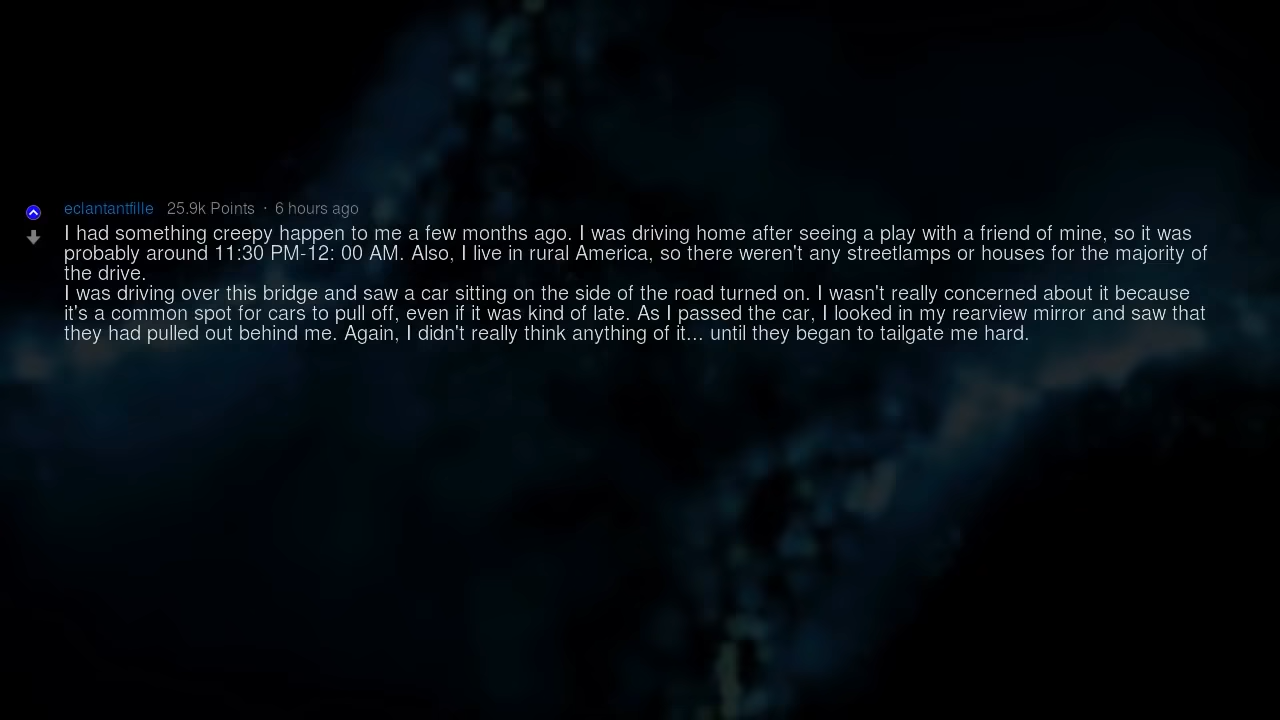 eclantantfille 25.9k Points · 6 hours ago
I had something creepy happen to me a few months ago. I was driving home after seeing a play with a friend of mine, so it was
probably around 11:30 PM-12: 00 AM. Also, I live in rural America, so there weren't any streetlamps or houses for the majority of
the drive.
I was driving over this bridge and saw a car sitting on the side of the road turned on. I wasn't really concerned about it because
it's a common spot for cars to pull off, even if it was kind of late. As I passed the car, I looked in my rearview mirror and saw that
they had pulled out behind me. Again, I didn't really think anything of it... until they began to tailgate me hard.